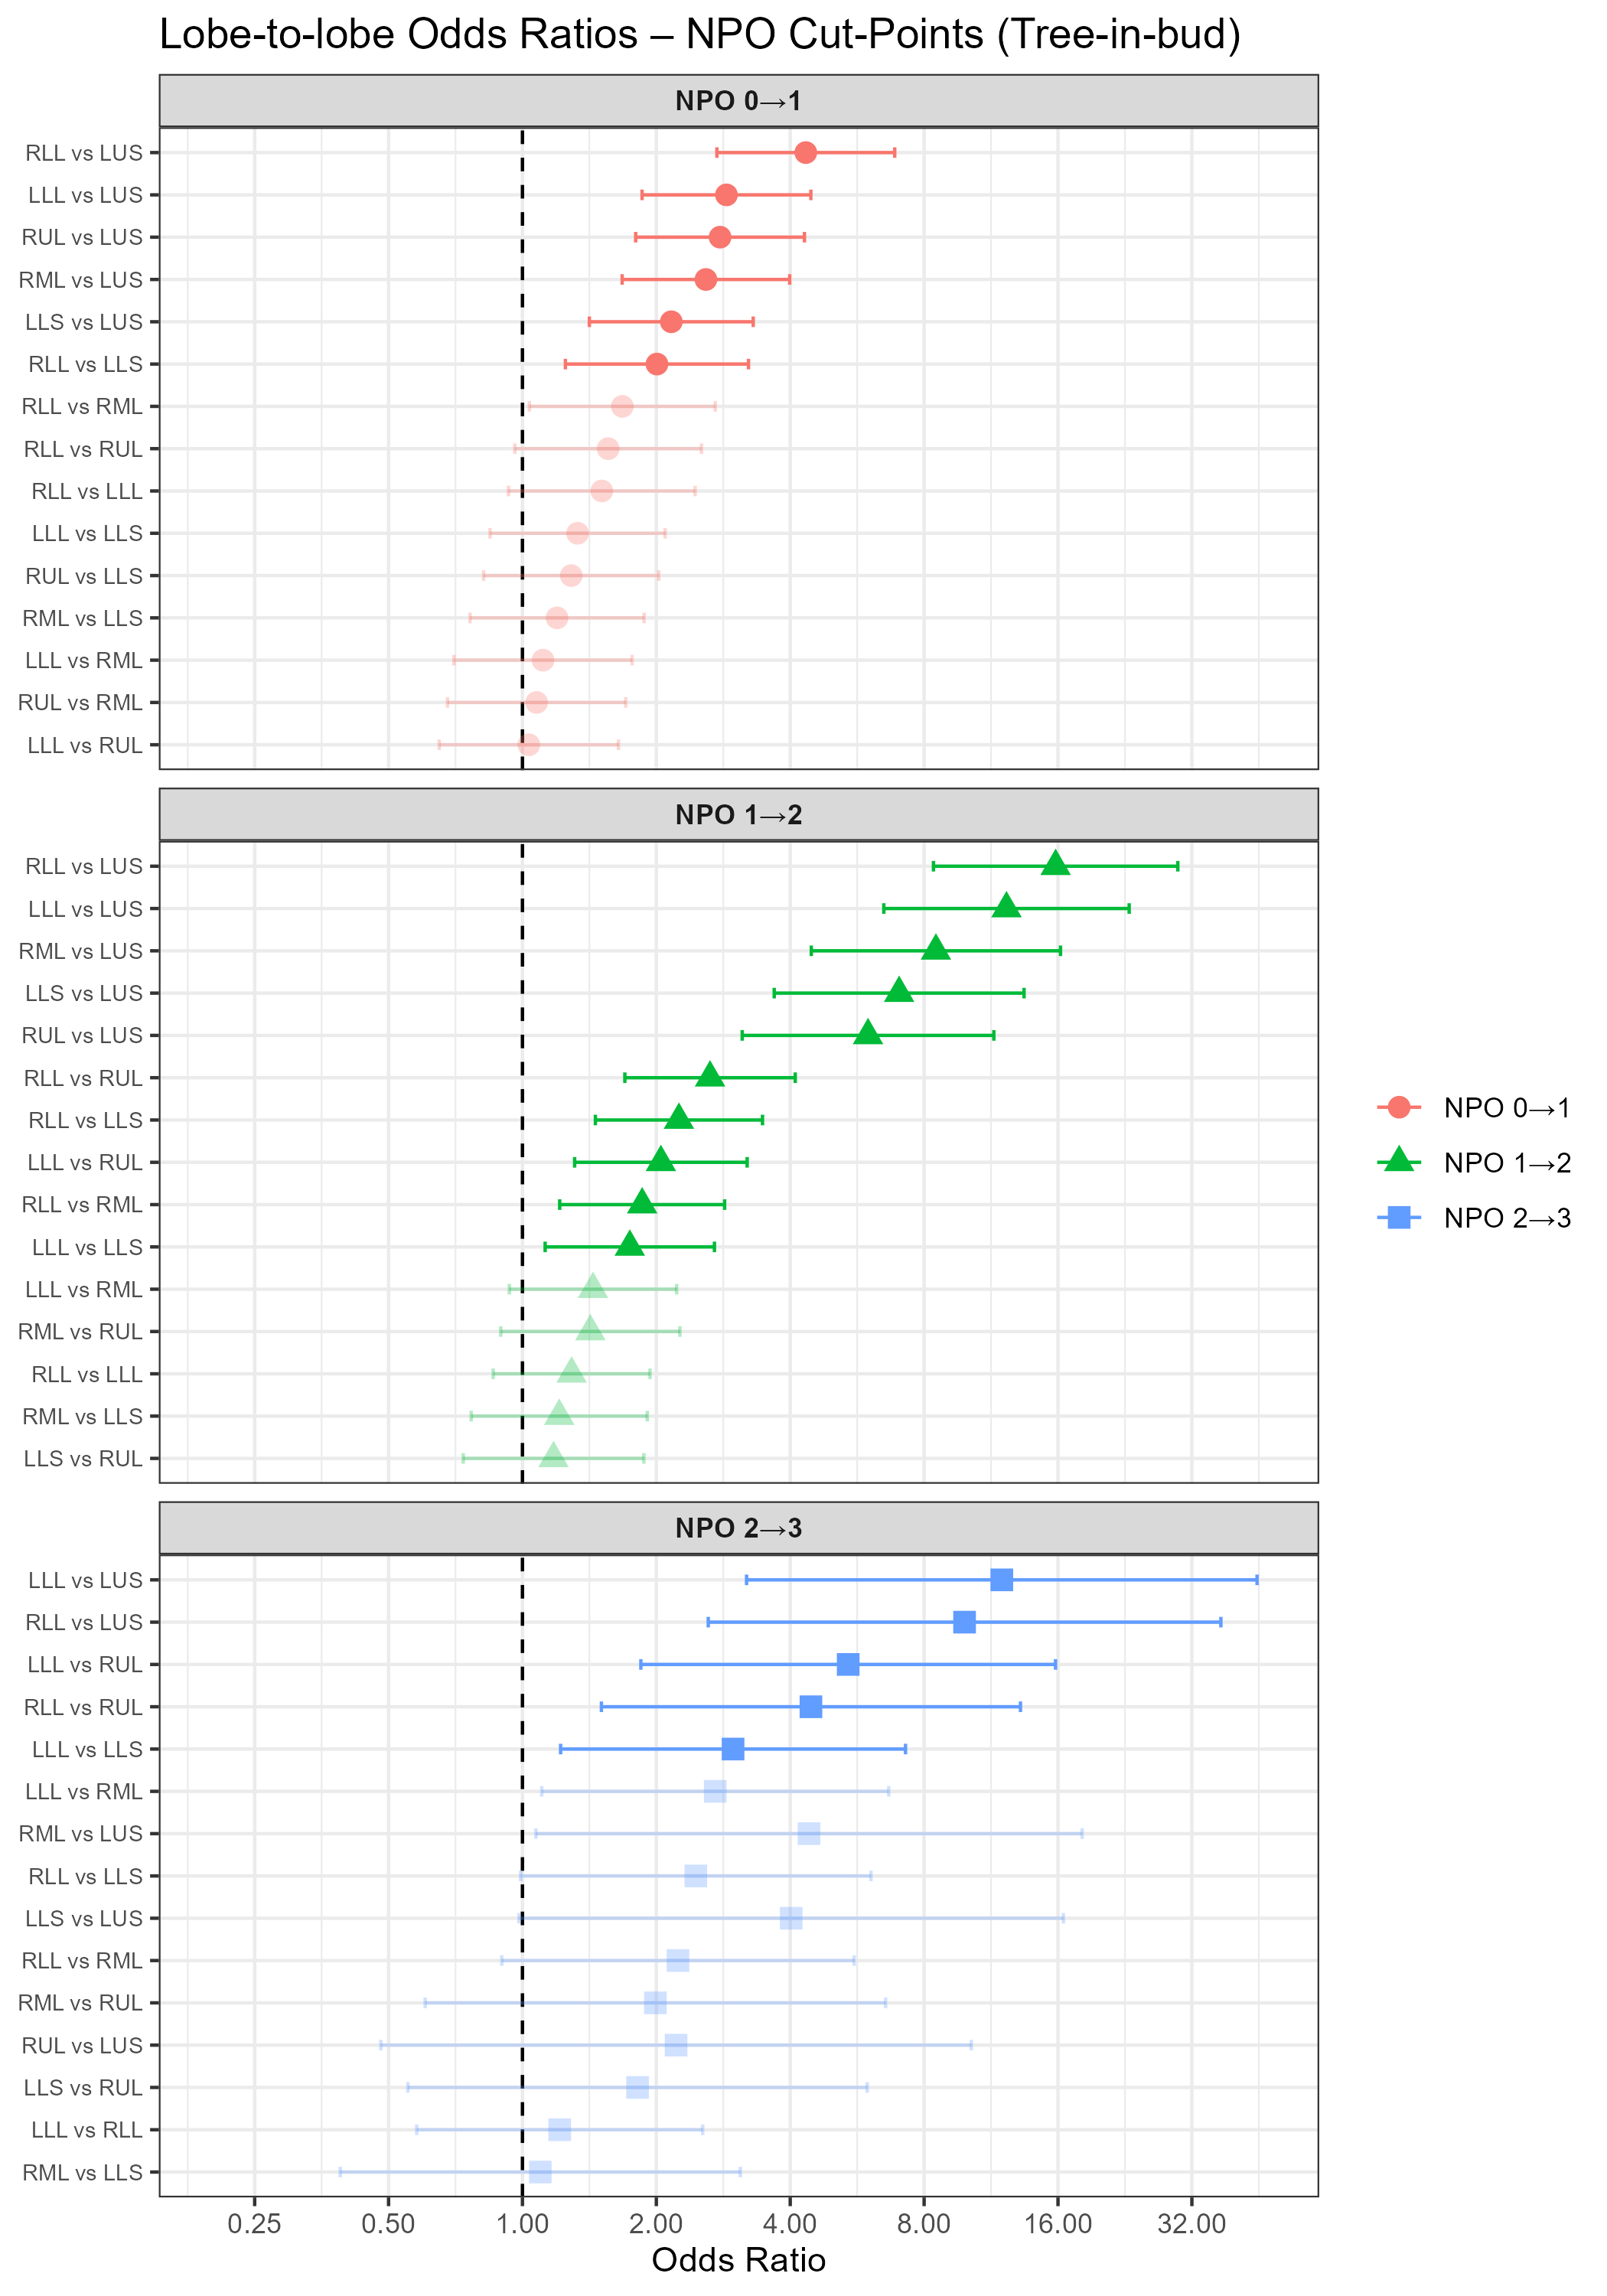 Lobe-to-lobe Odds Ratios – NPO Cut-Points (Tree-in-bud)
NPO 0→1
RLL vs LUS
LLL vs LUS
RUL vs LUS
RML vs LUS
LLS vs LUS
RLL vs LLS
RLL vs RML
RLL vs RUL
RLL vs LLL
LLL vs LLS
RUL vs LLS
RML vs LLS
LLL vs RML
RUL vs RML
LLL vs RUL
NPO 1→2
RLL vs LUS
LLL vs LUS
RML vs LUS
LLS vs LUS
RUL vs LUS
RLL vs RUL
RLL vs LLS
LLL vs RUL
RLL vs RML
LLL vs LLS
LLL vs RML
RML vs RUL
RLL vs LLL
RML vs LLS
LLS vs RUL
NPO 2→3
LLL vs LUS
RLL vs LUS
LLL vs RUL
RLL vs RUL
LLL vs LLS
LLL vs RML
RML vs LUS
RLL vs LLS
LLS vs LUS
RLL vs RML
RML vs RUL
RUL vs LUS
LLS vs RUL
LLL vs RLL
RML vs LLS
0.25 0.50 1.00 2.00 4.00 8.00 16.00 32.00
Odds Ratio
NPO 0→1
NPO 1→2
NPO 2→3